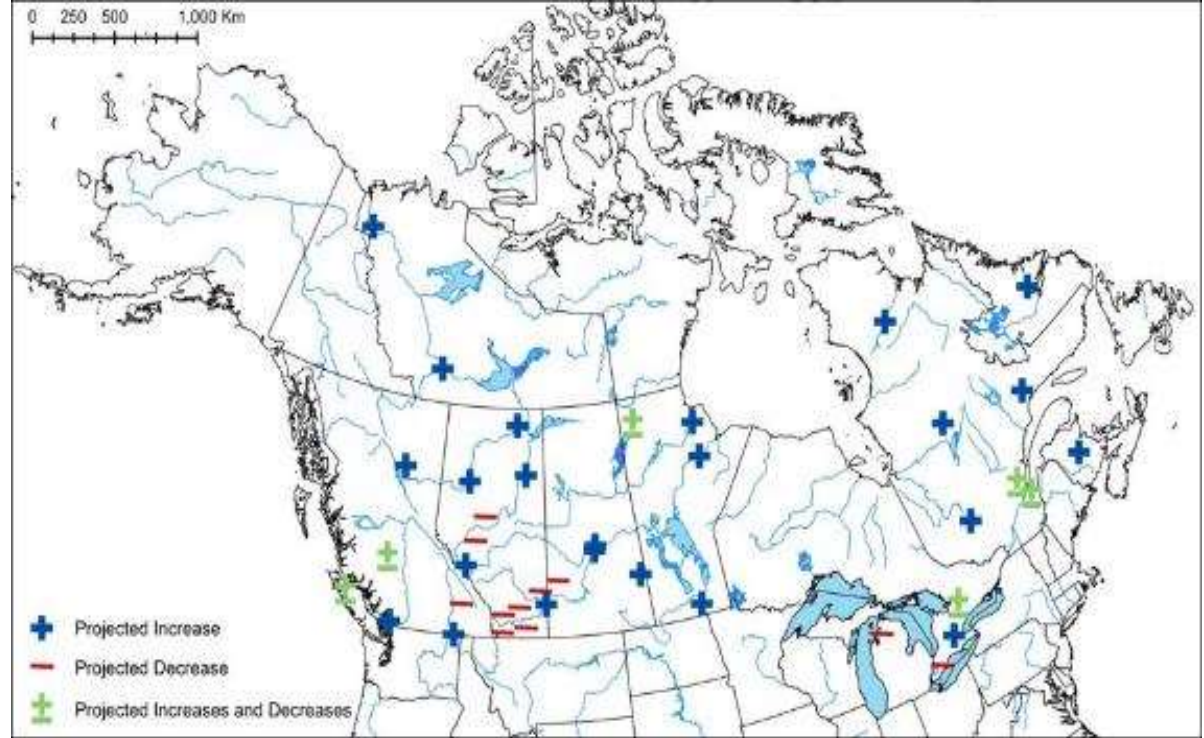 0 250 500 1,000 Km
Projected Increase
Projected Decrease
Projected Increases and Decreases